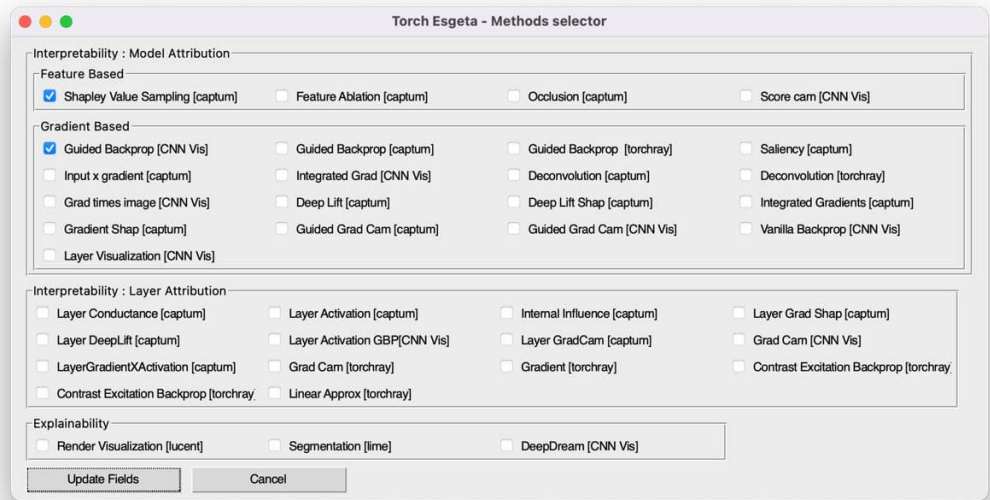 Torch Esgeta - Methods selector
Interpretability : Model Attribution
Feature Based
Shapley Value Sampling [captum] Feature Ablation [captum] Occlusion [captum] Score cam [CNN Vis]
Gradient Based
Guided Backprop [CNN Vis] Guided Backprop [captum] Guided Backprop [torchray] Saliency [captum]
Input x gradient [captum] Integrated Grad [CNN Vis] Deconvolution [captum] Deconvolution [torchray]
Grad times image [CNN Vis] Deep Lift [captum] Deep Lift Shap [captum] Integrated Gradients [captum]
Gradient Shap [captum] Guided Grad Cam [captum] Guided Grad Cam [CNN Vis] Vanilla Backprop [CNN Vis]
Layer Visualization [CNN Vis]
Interpretability : Layer Attribution
Layer Conductance [captum] Layer Activation [captum] Internal Influence [captum] Layer Grad Shap [captum]
Layer DeepLift [captum] Layer Activation GBP[CNN Vis] Layer GradCam [captum] Grad Cam [CNN Vis]
LayerGradientXActivation [captum] Grad Cam [torchray] Gradient [torchray] Contrast Excitation Backprop [torchray
Contrast Excitation Backprop [torchray Linear Approx [torchray]
Explainability
Render Visualization [lucent] Segmentation [lime] DeepDream [CNN Vis]
Update Fields Cancel